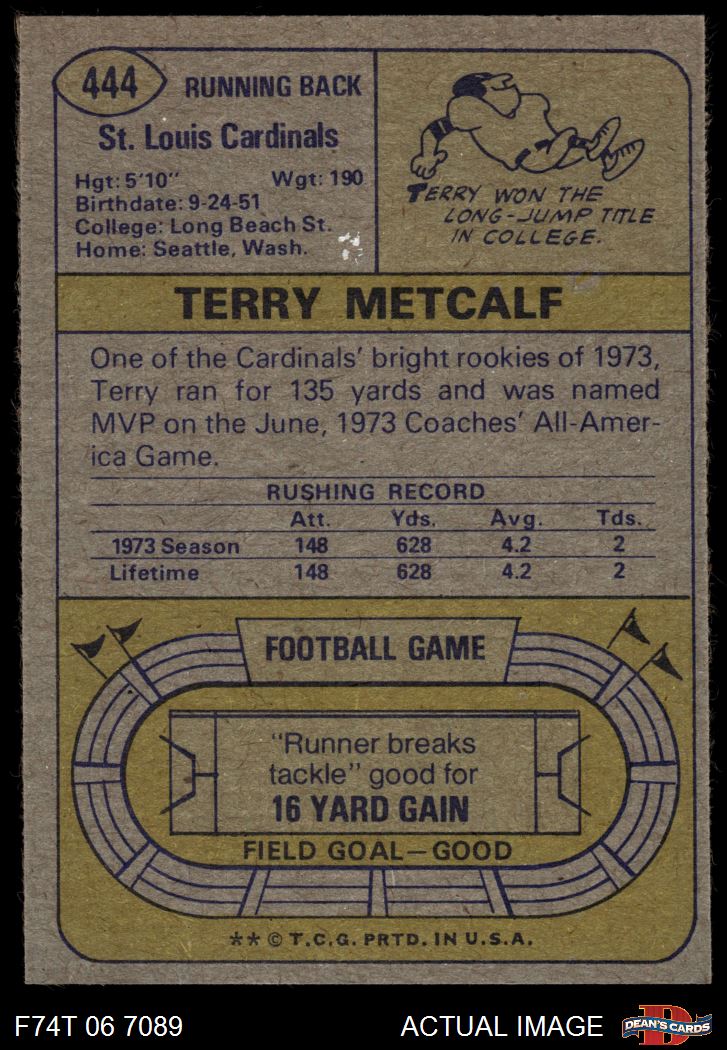 444
RUNNING BACK
St. Louis Cardinals
Hgt: 5'10" Wgt: 190
Birthdate: 9-24-51
College: Long Beach St.
Home: Seattle, Wash.
TERRY WON THE
LONG-JUMP TITLE
IN COLLEGE.
TERRY METCALF
One of the Cardinals' bright rookies of 1973,
Terry ran for 135 yards and was named
MVP on the June, 1973 Coaches' All-Amer-
ica Game.
RUSHING RECORD
Att. Yds. Avg. Tds.
1973 Season 148 628 4.2 2
Lifetime 148 628 4.2 2
FOOTBALL GAME
"Runner breaks
tackle" good for
16 YARD GAIN
FIELD GOAL—GOOD
** © T.C.G. PRTD. IN U.S.A.
F74T 06 7089 ACTUAL IMAGE
D
DEAN'S CARDS